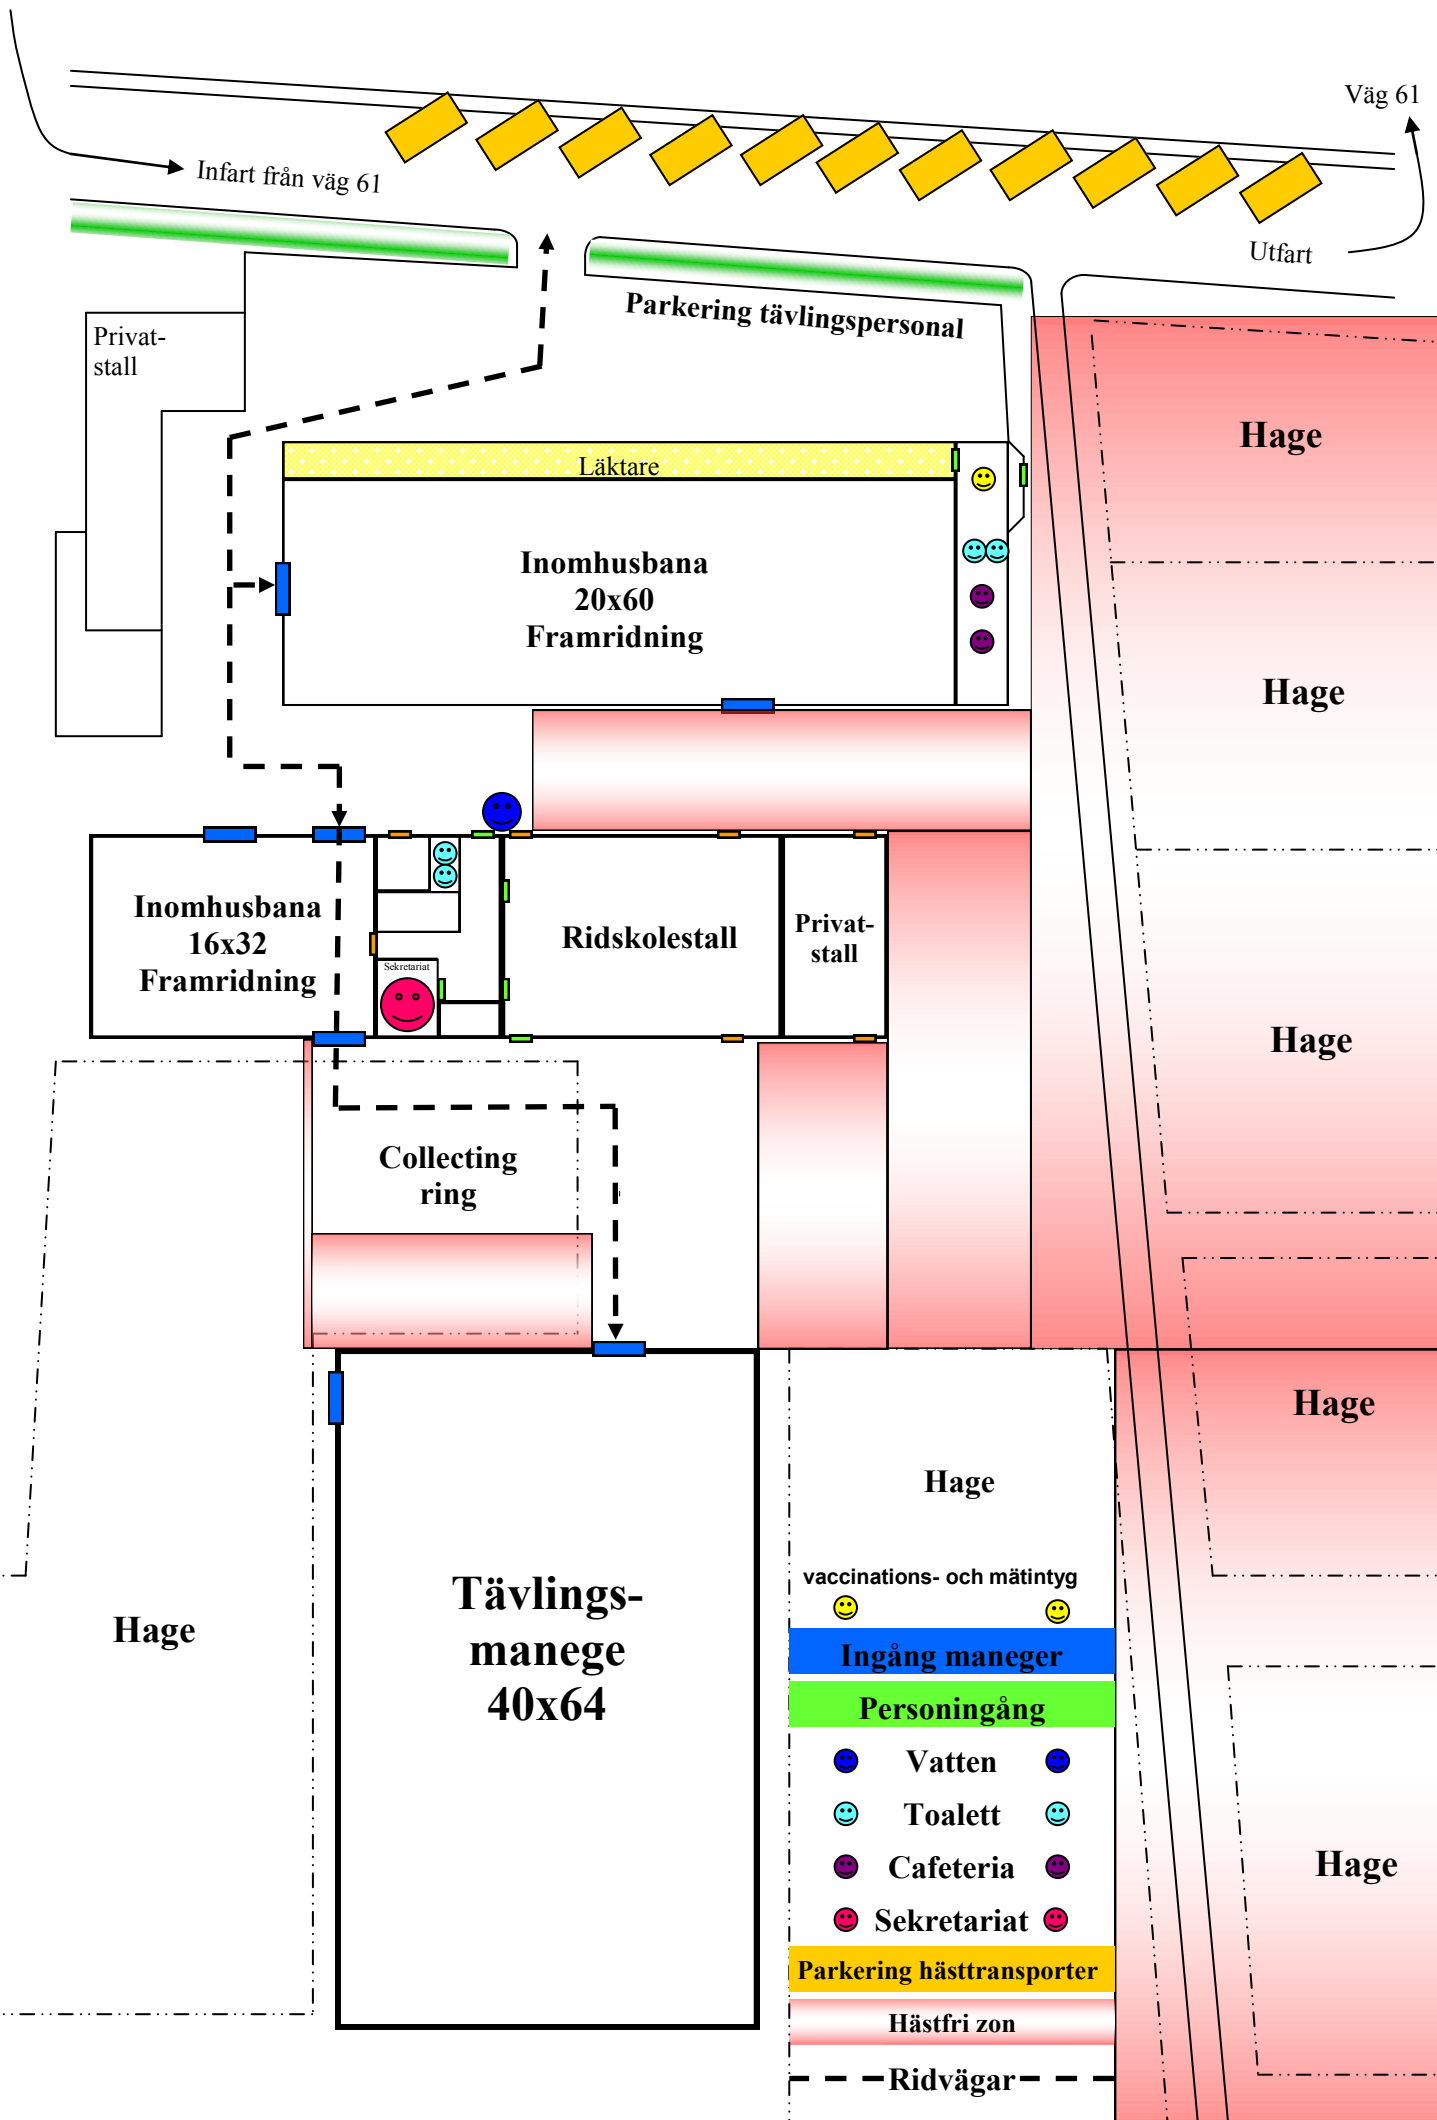 Väg 61
Infart från väg 61
Utfart
Parkering tävlingspersonal
Privat-
stall
Hage
Läktare
Inomhusbana
20x60
Framridning
Hage
Inomhusbana
16x32
Framridning
Sekretariat
Ridskolestall
Privat-
stall
Hage
Collecting
ring
Hage
Hage
Tävlings-
manege
40x64
Hage
vaccinations- och mätintyg
Ingång maneger
Personingång
Vatten
Toalett
Cafeteria
Hage
Sekretariat
Parkering hästtransporter
Hästfri zon
Ridvägar